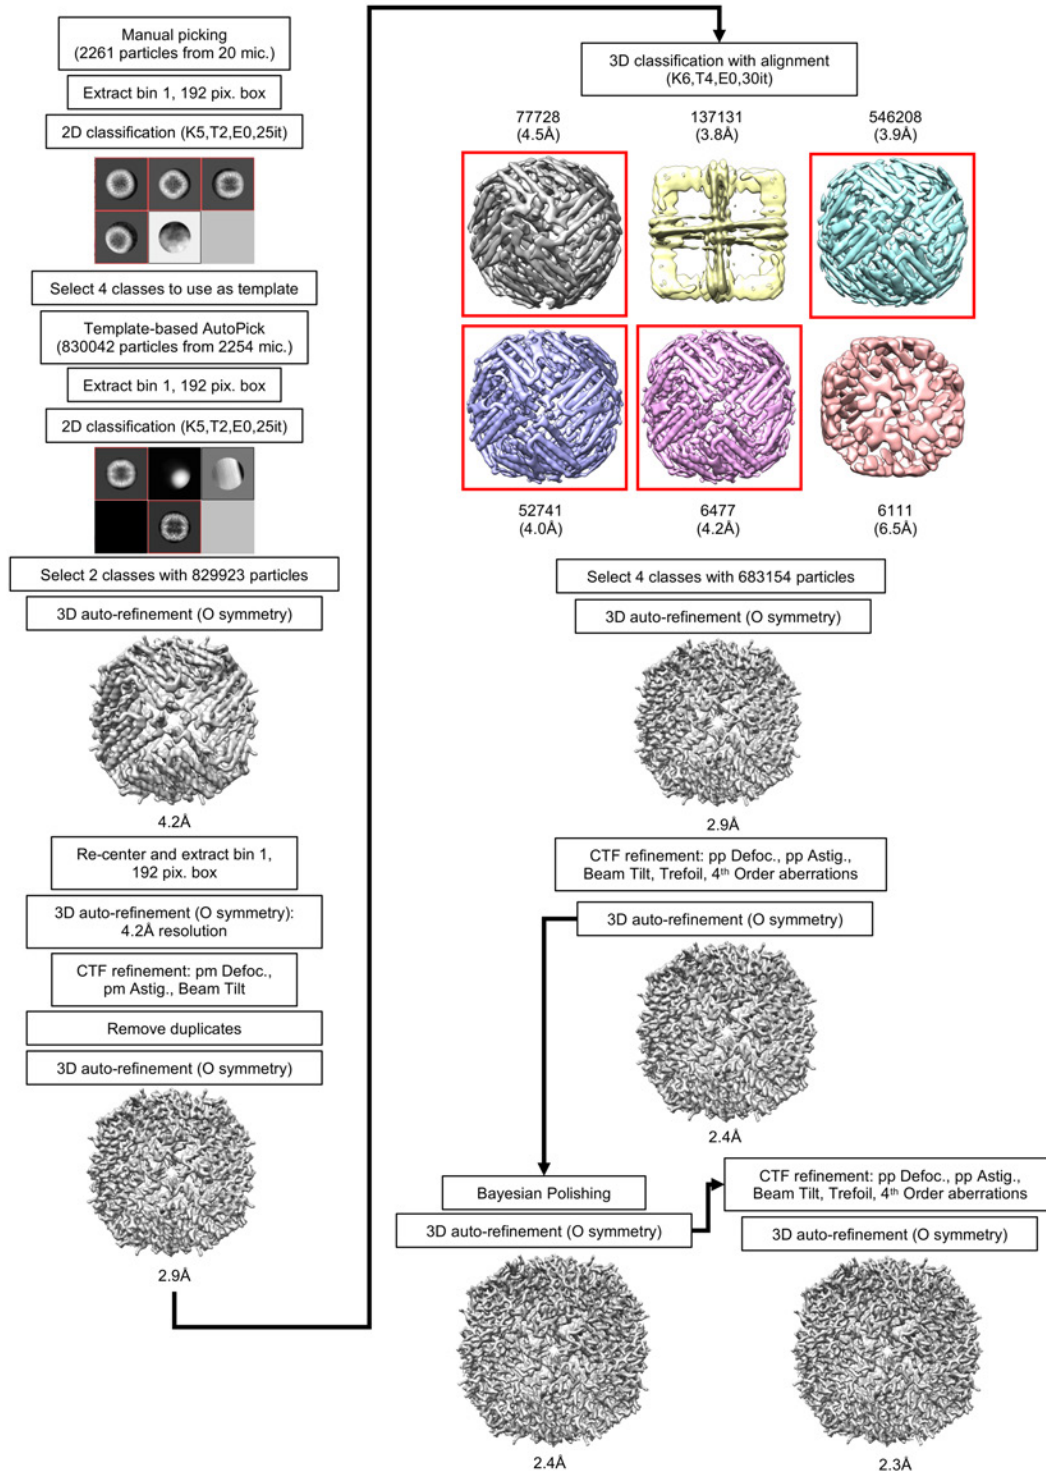 Manual picking
(2261 particles from 20 mic.)
Extract bin 1, 192 pix. box
2D classification (K5,T2,E0,25it)
Select 4 classes to use as template
Template-based AutoPick
(830042 particles from 2254 mic.)
Extract bin 1, 192 pix. box
2D classification (K5,T2,E0,25it)
Select 2 classes with 829923 particles
3D auto-refinement (O symmetry)
4.2Å
Re-center and extract bin 1,
192 pix. box
3D auto-refinement (O symmetry):
4.2Å resolution
CTF refinement: pm Defoc.,
pm Astig., Beam Tilt
Remove duplicates
3D auto-refinement (O symmetry)
2.9Å
3D classification with alignment
(K6,T4,E0,30it)
77728
(4.5Å)
137131
(3.8Å)
546208
(3.9Å)
52741
(4.0Å)
6477
(4.2Å)
6111
(6.5Å)
Select 4 classes with 683154 particles
3D auto-refinement (O symmetry)
2.9Å
CTF refinement: pp Defoc., pp Astig.,
Beam Tilt, Trefoil, 4th Order aberrations
3D auto-refinement (O symmetry)
2.4Å
Bayesian Polishing
3D auto-refinement (O symmetry)
2.4Å
CTF refinement: pp Defoc., pp Astig.,
Beam Tilt, Trefoil, 4th Order aberrations
3D auto-refinement (O symmetry)
2.3Å